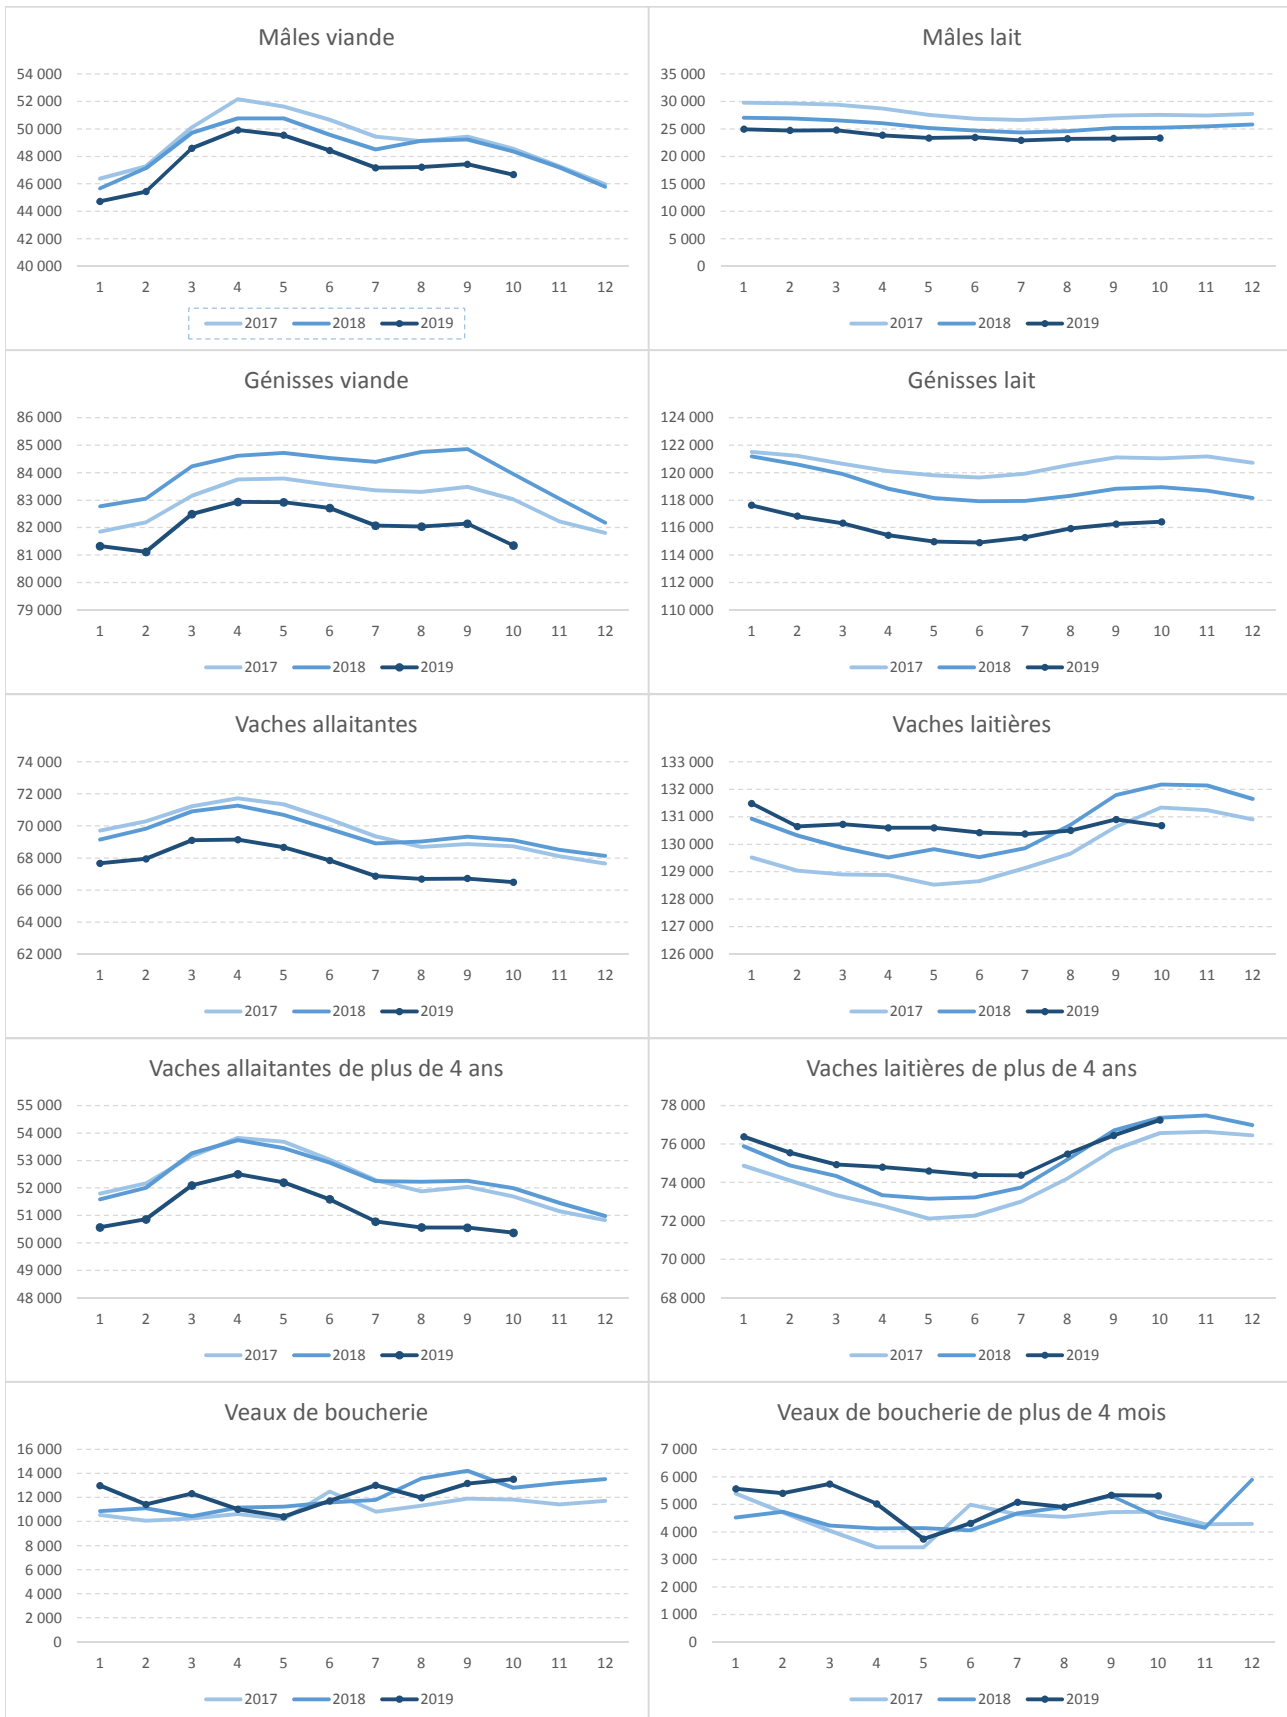 Mâles viande
54 000
52 000
50 000
48 000
46 000
44 000
42 000
40 000
1 2 3 4 5 6 7 8 9 10 11 12
2017 2018 2019
Mâles lait
35 000
30 000
25 000
20 000
15 000
10 000
5 000
0
1 2 3 4 5 6 7 8 9 10 11 12
2017 2018 2019
Génisses viande
86 000
85 000
84 000
83 000
82 000
81 000
80 000
79 000
1 2 3 4 5 6 7 8 9 10 11 12
2017 2018 2019
Génisses lait
124 000
122 000
120 000
118 000
116 000
114 000
112 000
110 000
1 2 3 4 5 6 7 8 9 10 11 12
2017 2018 2019
Vaches allaitantes
74 000
72 000
70 000
68 000
66 000
64 000
62 000
1 2 3 4 5 6 7 8 9 10 11 12
2017 2018 2019
Vaches laitières
133 000
132 000
131 000
130 000
129 000
128 000
127 000
126 000
1 2 3 4 5 6 7 8 9 10 11 12
2017 2018 2019
Vaches allaitantes de plus de 4 ans
55 000
54 000
53 000
52 000
51 000
50 000
49 000
48 000
1 2 3 4 5 6 7 8 9 10 11 12
2017 2018 2019
Vaches laitières de plus de 4 ans
78 000
76 000
74 000
72 000
70 000
68 000
1 2 3 4 5 6 7 8 9 10 11 12
2017 2018 2019
Veaux de boucherie
16 000
14 000
12 000
10 000
8 000
6 000
4 000
2 000
0
1 2 3 4 5 6 7 8 9 10 11 12
2017 2018 2019
Veaux de boucherie de plus de 4 mois
7 000
6 000
5 000
4 000
3 000
2 000
1 000
0
1 2 3 4 5 6 7 8 9 10 11 12
2017 2018 2019